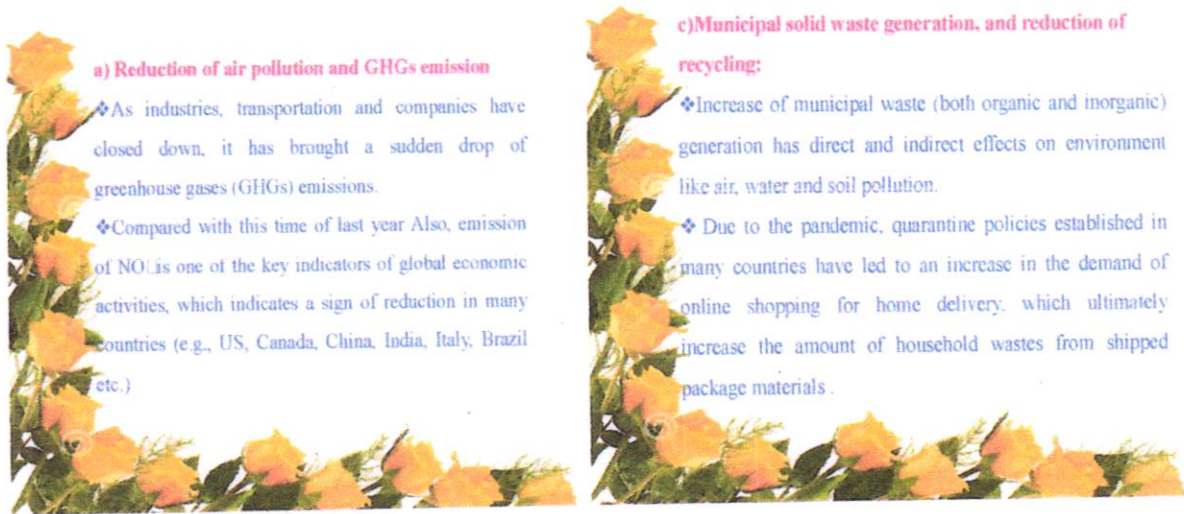 a) Reduction of air pollution and GHGs emission
❖As industries, transportation and companies have
closed down, it has brought a sudden drop of
greenhouse gases (GHGs) emissions.
❖Compared with this time of last year Also, emission
of NO□is one of the key indicators of global economic
activities, which indicates a sign of reduction in many
countries (e.g., US, Canada, China, India, Italy, Brazil
etc.)
c)Municipal solid waste generation, and reduction of
recycling:
❖Increase of municipal waste (both organic and inorganic)
generation has direct and indirect effects on environment
like air, water and soil pollution.
❖ Due to the pandemic, quarantine policies established in
many countries have led to an increase in the demand of
online shopping for home delivery, which ultimately
increase the amount of household wastes from shipped
package materials .